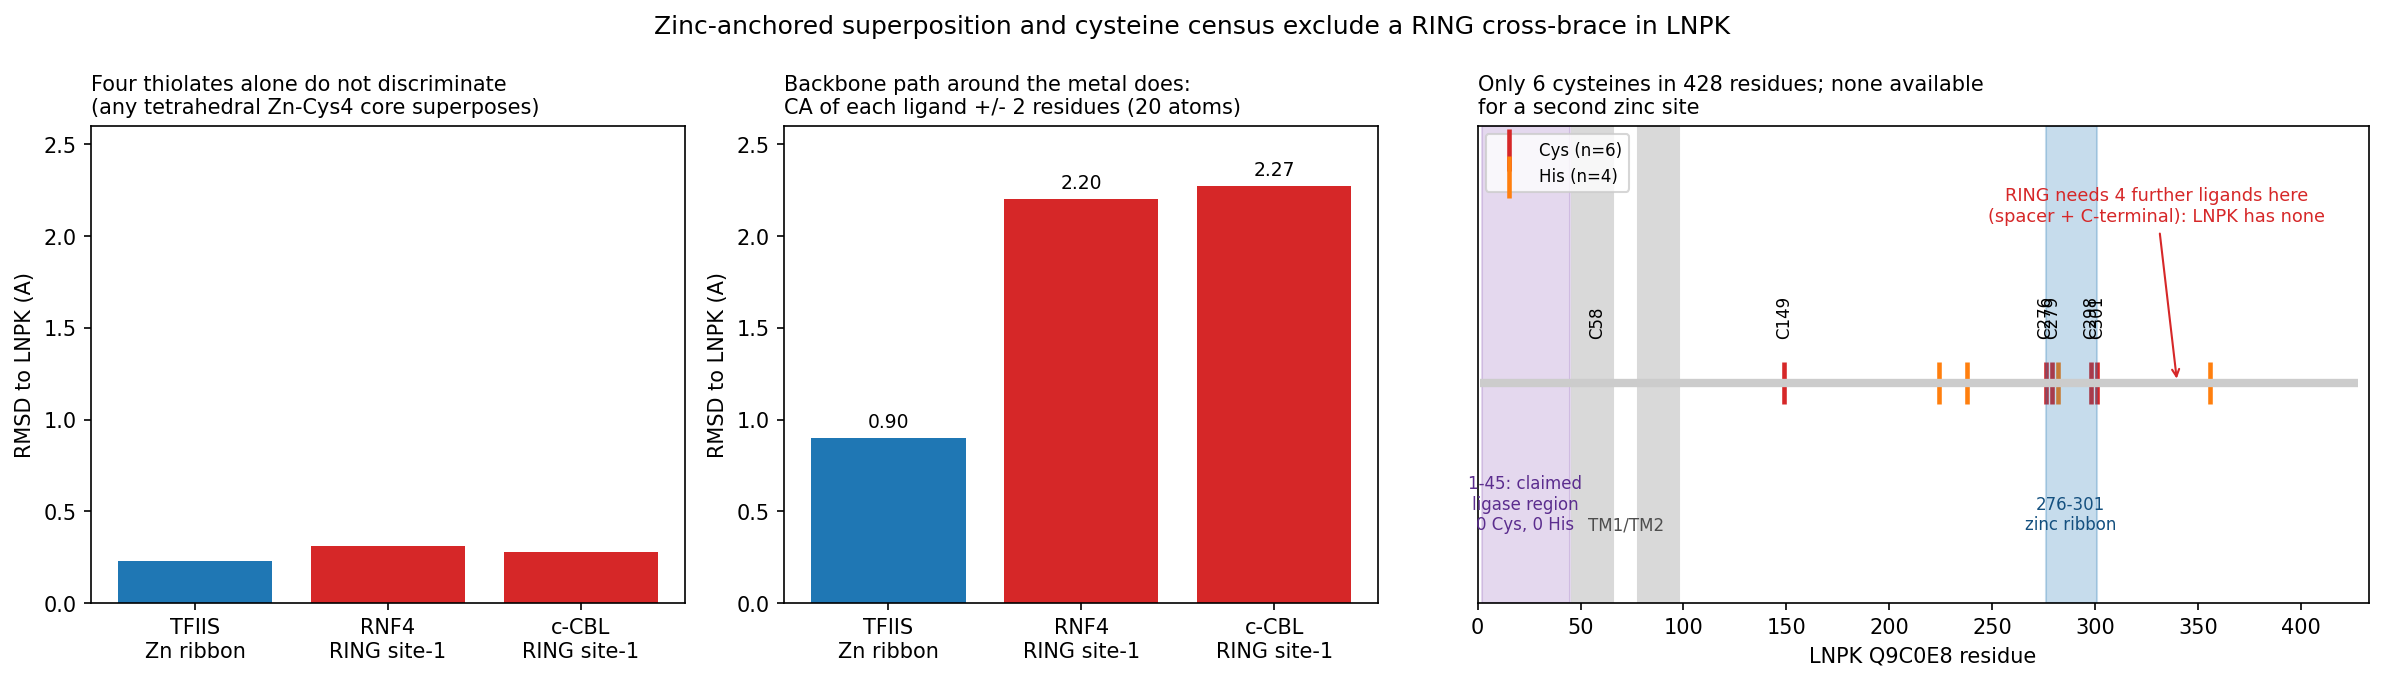 Zinc-anchored superposition and cysteine census exclude a RING cross-brace in LNPK
Four thiolates alone do not discriminate
(any tetrahedral Zn-Cys4 core superposes)
RMSD to LNPK (A)
2.5
2.0
1.5
1.0
0.5
0.0
TFIIS
Zn ribbon
RNF4
RING site-1
c-CBL
RING site-1
Backbone path around the metal does:
CA of each ligand +/- 2 residues (20 atoms)
RMSD to LNPK (A)
2.5
2.0
1.5
1.0
0.5
0.0
0.90
2.20
2.27
TFIIS
Zn ribbon
RNF4
RING site-1
c-CBL
RING site-1
Only 6 cysteines in 428 residues; none available
for a second zinc site
Cys (n=6)
His (n=4)
RING needs 4 further ligands here
(spacer + C-terminal): LNPK has none
C58
C149
C276
C279
C298
C301
1-45: claimed
ligase region
0 Cys, 0 His
TM1/TM2
276-301
zinc ribbon
0
50
100
150
200
250
300
350
400
LNPK Q9C0E8 residue